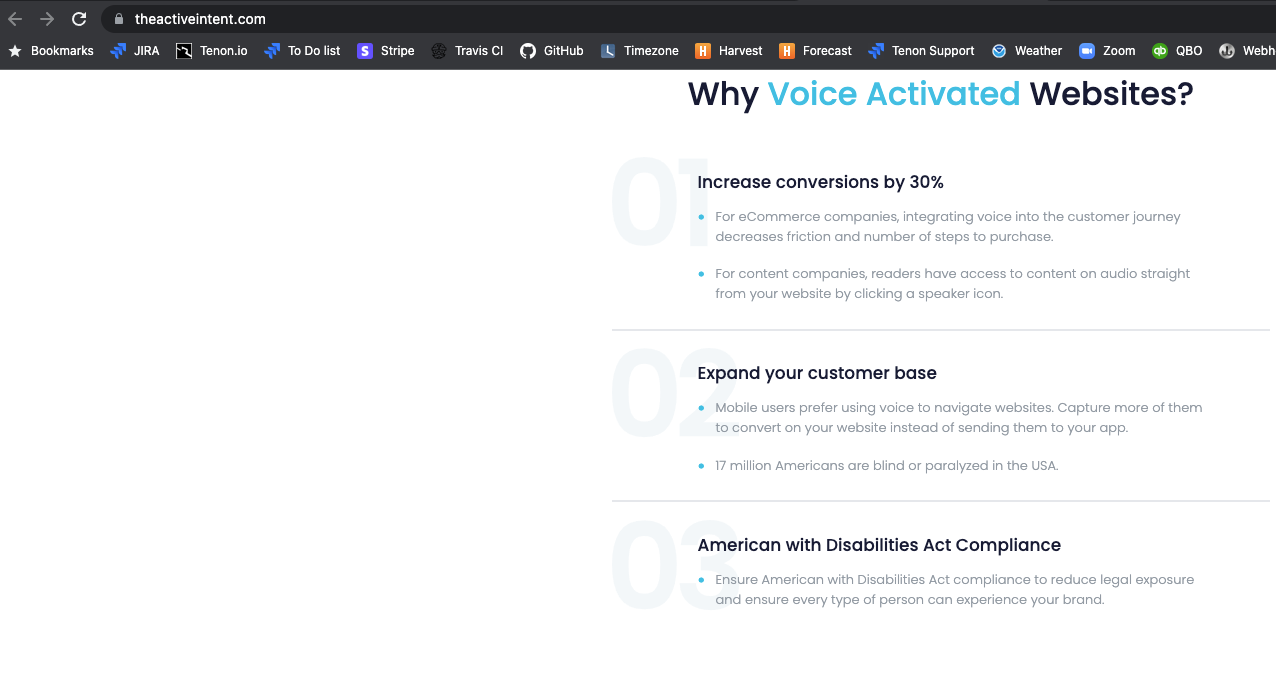 theactiveintent.com
Bookmarks JIRA Tenon.io To Do list S Stripe Travis CI GitHub L Timezone H Harvest H Forecast Tenon Support Weather Zoom qb QBO Webh
Why Voice Activated Websites?
01
Increase conversions by 30%
For eCommerce companies, integrating voice into the customer journey
decreases friction and number of steps to purchase.
For content companies, readers have access to content on audio straight
from your website by clicking a speaker icon.
02
Expand your customer base
Mobile users prefer using voice to navigate websites. Capture more of them
to convert on your website instead of sending them to your app.
17 million Americans are blind or paralyzed in the USA.
03
American with Disabilities Act Compliance
Ensure American with Disabilities Act compliance to reduce legal exposure
and ensure every type of person can experience your brand.